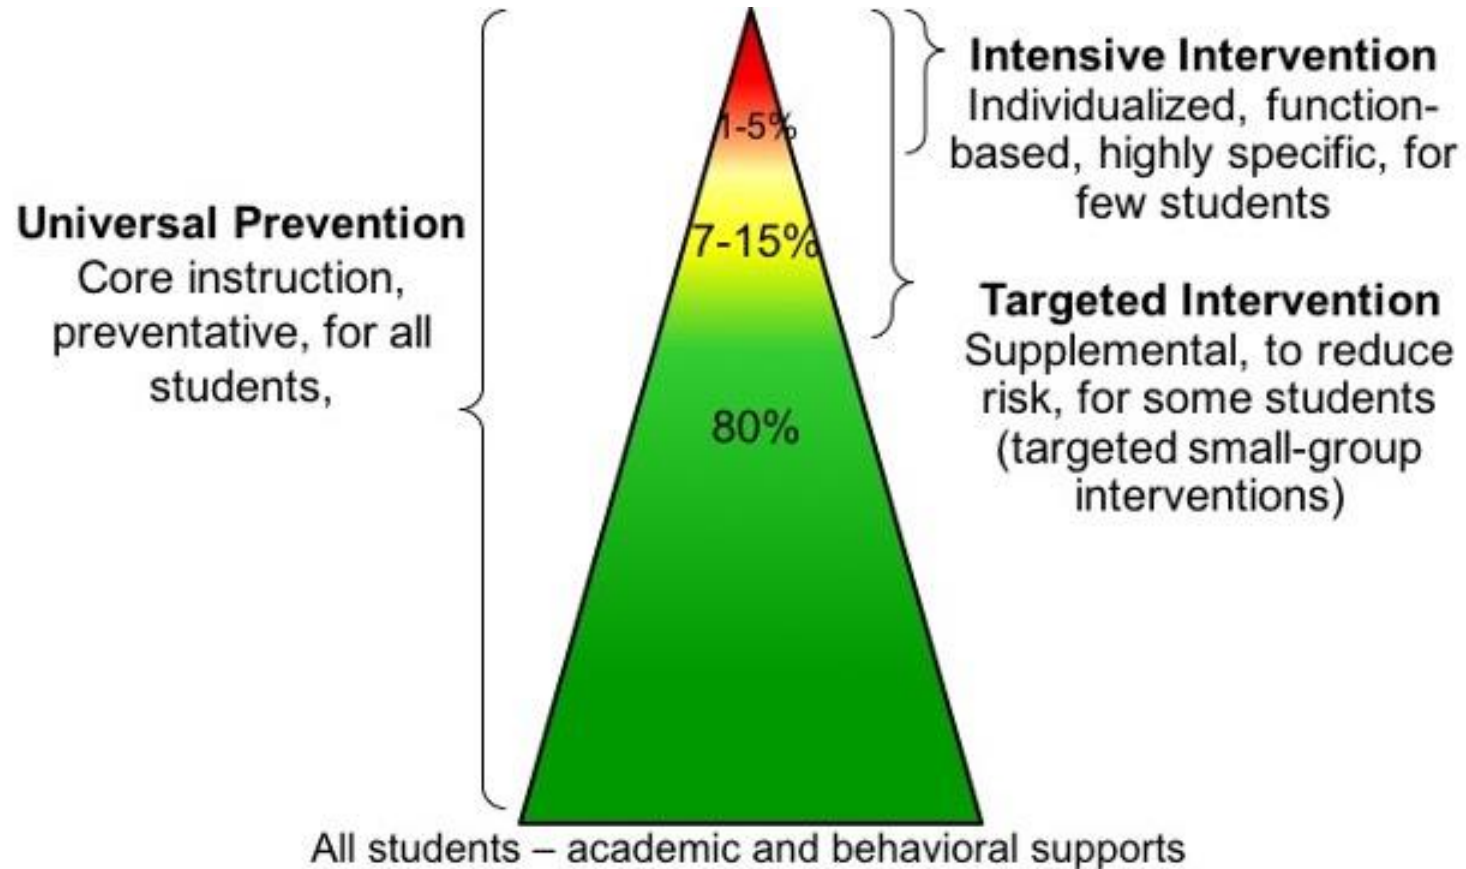 Universal Prevention
Core instruction,
preventative, for all
students,
1-5%
7-15%
80%
Intensive Intervention
Individualized, function-
based, highly specific, for
few students
Targeted Intervention
Supplemental, to reduce
risk, for some students
(targeted small-group
interventions)
All students – academic and behavioral supports